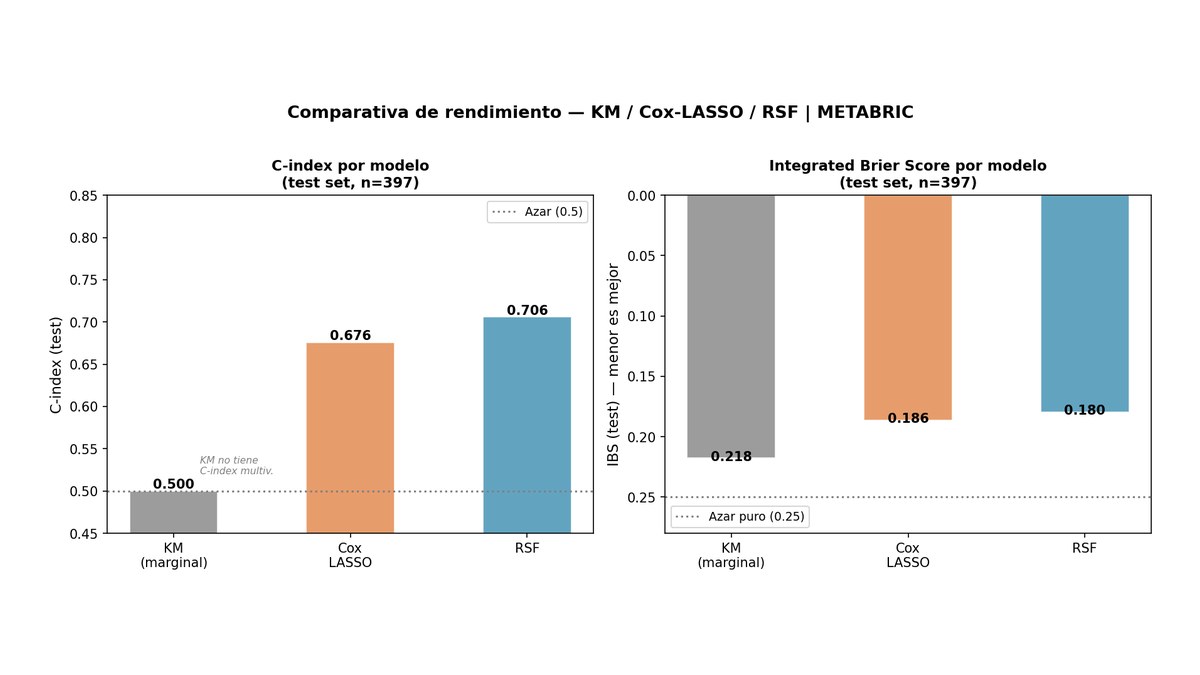 Comparativa de rendimiento — KM / Cox-LASSO / RSF | METABRIC
C-index por modelo
(test set, n=397)
C-index (test)
0.85
0.80
0.75
0.70
0.65
0.60
0.55
0.50
0.45
Azar (0.5)
0.500
KM no tiene
C-index multiv.
0.676
0.706
KM
(marginal)
Cox
LASSO
RSF
Integrated Brier Score por modelo
(test set, n=397)
IBS (test) — menor es mejor
0.00
0.05
0.10
0.15
0.20
0.25
0.218
0.186
0.180
Azar puro (0.25)
KM
(marginal)
Cox
LASSO
RSF